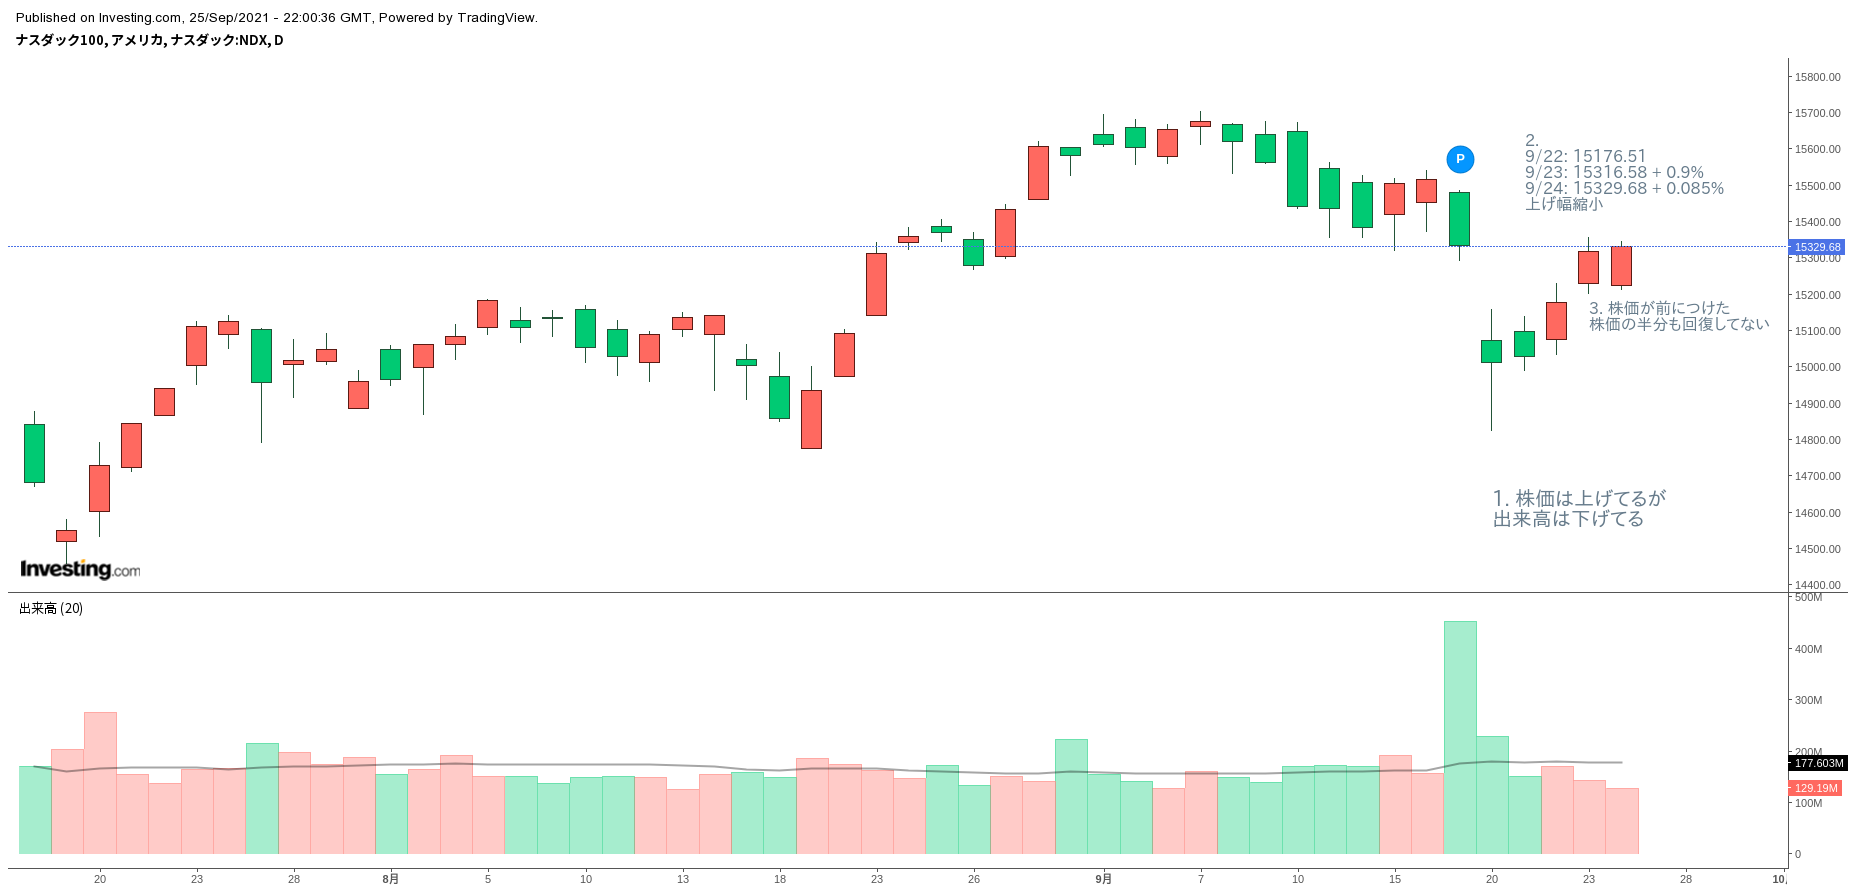 Published on Investing.com, 25/Sep/2021 - 22:00:36 GMT, Powered by TradingView.
ナスダック100, アメリカ, ナスダック:NDX, D
15800.00
15700.00
15600.00
15500.00
15400.00
15329.68
15300.00
15200.00
15100.00
15000.00
14900.00
14800.00
14700.00
14600.00
14500.00
14400.00
P
2.
9/22: 15176.51
9/23: 15316.58 + 0.9%
9/24: 15329.68 + 0.085%
上げ幅縮小
3. 株価が前につけた
株価の半分も回復してない
1. 株価は上げてるが
出来高は下げてる
Investing.com
出来高 (20)
500M
400M
300M
200M
177.603M
129.19M
100M
0
20 23 28 8月 5 10 13 18 23 26 9月 7 10 15 20 23 28 10月